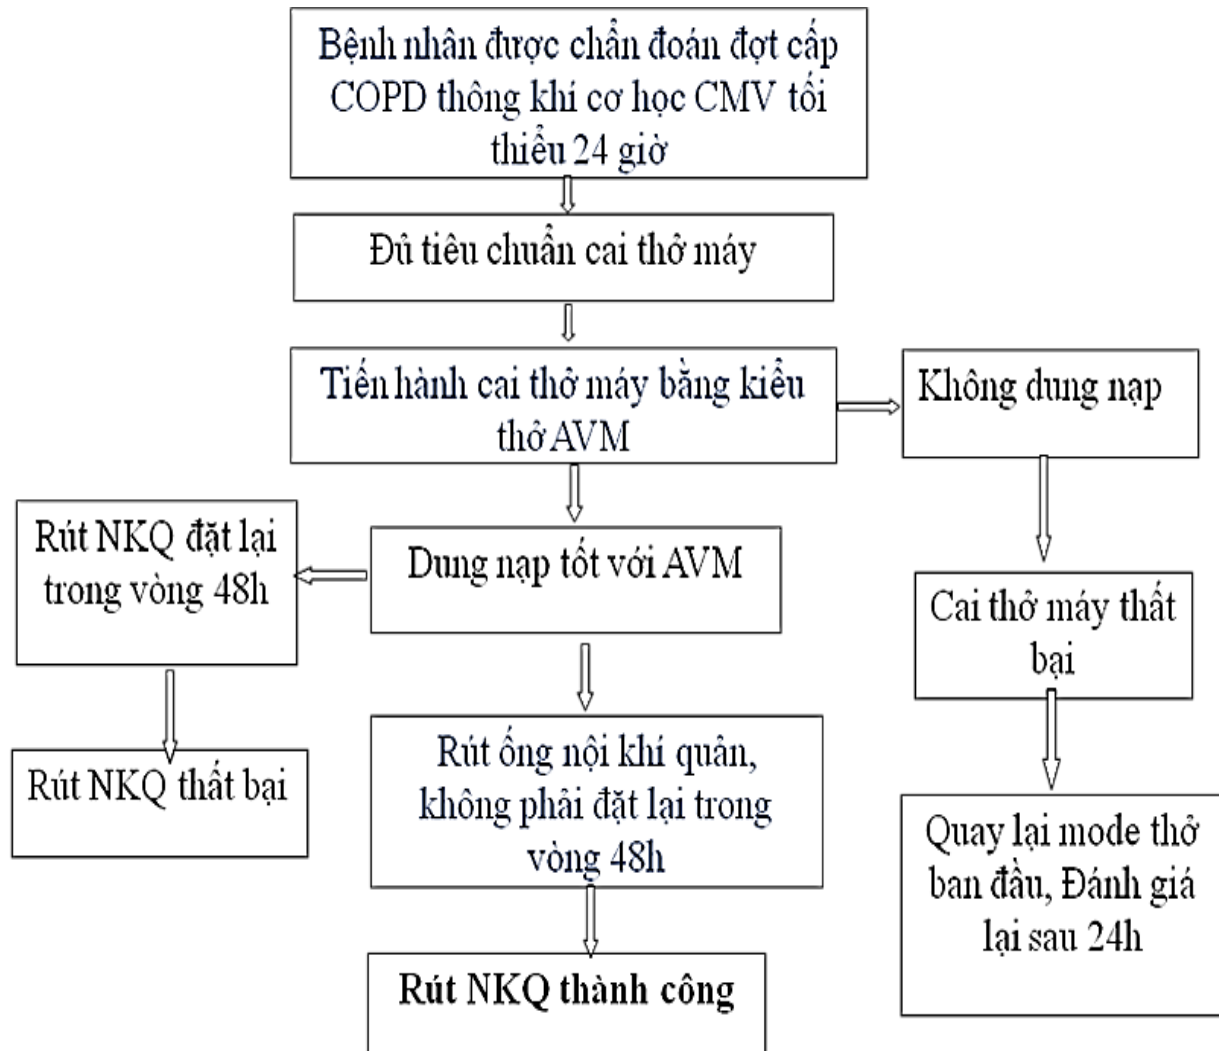 Bệnh nhân được chẩn đoán đợt cấp
COPD thông khí cơ học CMV tối
thiểu 24 giờ
Đủ tiêu chuẩn cai thở máy
Tiến hành cai thở máy bằng kiểu
thở AVM
Không dung nạp
Rút NKQ đặt lại
trong vòng 48h
Dung nạp tốt với AVM
Cai thở máy thất
bại
Rút NKQ thất bại
Rút ống nội khí quản,
không phải đặt lại trong
vòng 48h
Quay lại mode thở
ban đầu, Đánh giá
lại sau 24h
Rút NKQ thành công